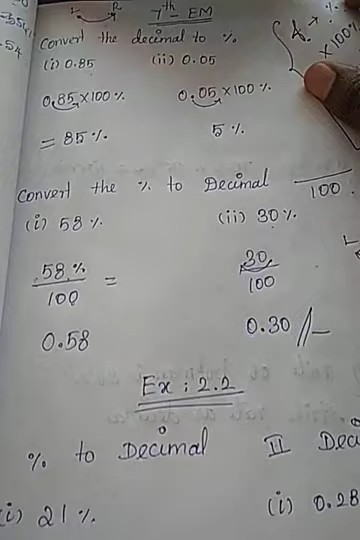 L R
7th - EM
Convert the decimal to %.
(i) 0.85 (ii) 0.05
0.85 × 100 % 0.05 × 100 %
= 85 % 5 %
× 100 %
Convert the % to Decimal
100
(i) 58 % (ii) 30 %
58 % / 100 = 30 / 100
0.58 0.30 //
Ex : 2.2
% to Decimal II Deci
(i) 21 % (i) 0.28